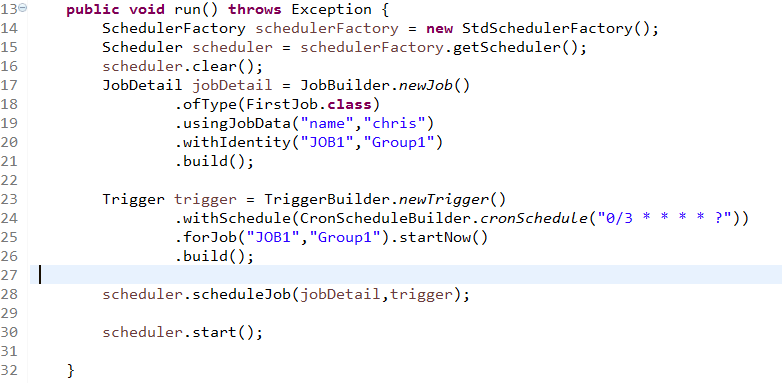 13 public void run() throws Exception {
14 SchedulerFactory schedulerFactory = new StdSchedulerFactory();
15 Scheduler scheduler = schedulerFactory.getScheduler();
16 scheduler.clear();
17 JobDetail jobDetail = JobBuilder.newJob()
18 .ofType(FirstJob.class)
19 .usingJobData("name","chris")
20 .withIdentity("JOB1","Group1")
21 .build();
22
23 Trigger trigger = TriggerBuilder.newTrigger()
24 .withSchedule(CronScheduleBuilder.cronSchedule("0/3 * * * * ?"))
25 .forJob("JOB1","Group1").startNow()
26 .build();
27
28 scheduler.scheduleJob(jobDetail,trigger);
29
30 scheduler.start();
31
32 }